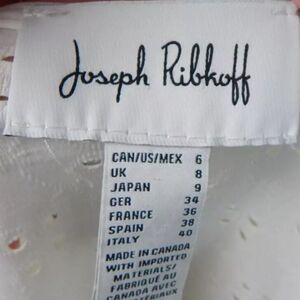 Joseph Ribkoff
CAN/US/MEX 6
UK 8
JAPAN 9
GER 34
FRANCE 36
SPAIN 38
ITALY 40
MADE IN CANADA
WITH IMPORTED
MATERIALS/
FABRIQUÉ AU
CANADA AVEC